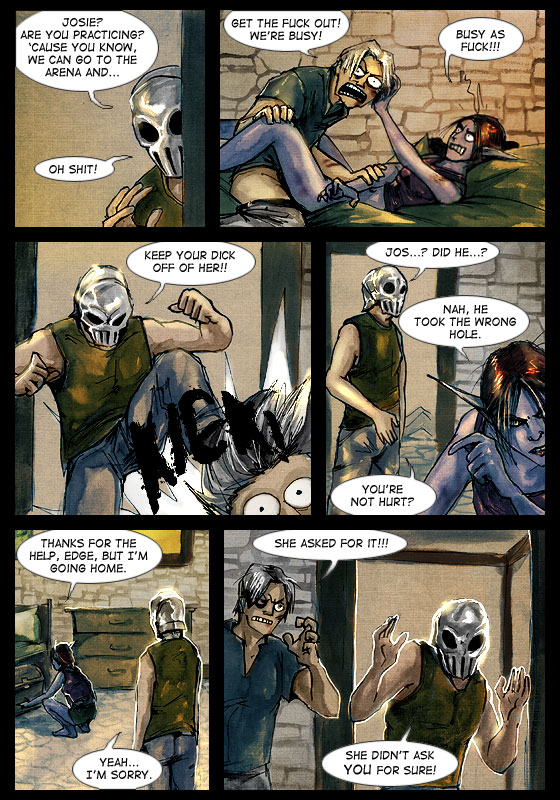 JOSIE?
ARE YOU PRACTICING?
'CAUSE YOU KNOW,
WE CAN GO TO THE
ARENA AND...
OH SHIT!
GET THE FUCK OUT!
WE'RE BUSY!
BUSY AS
FUCK!!!
KEEP YOUR DICK
OFF OF HER!!
KICK!
JOS...? DID HE...?
NAH, HE
TOOK THE WRONG
HOLE.
YOU'RE
NOT HURT?
THANKS FOR THE
HELP, EDGE, BUT I'M
GOING HOME.
YEAH...
I'M SORRY.
SHE ASKED FOR IT!!!
SHE DIDN'T ASK
YOU FOR SURE!